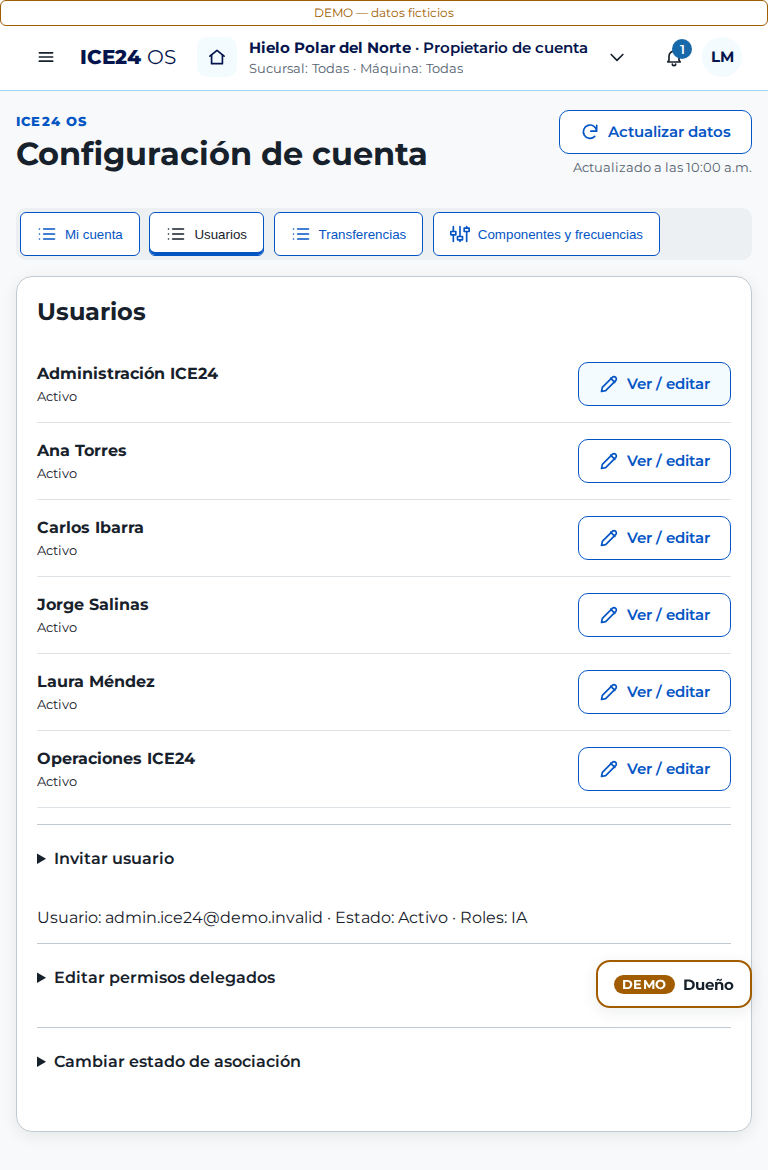 DEMO — datos ficticios
ICE24 OS
Hielo Polar del Norte · Propietario de cuenta
Sucursal: Todas · Máquina: Todas
1
LM
ICE24 OS
Configuración de cuenta
Actualizar datos
Actualizado a las 10:00 a.m.
Mi cuenta
Usuarios
Transferencias
Componentes y frecuencias
Usuarios
Administración ICE24
Activo
Ver / editar
Ana Torres
Activo
Ver / editar
Carlos Ibarra
Activo
Ver / editar
Jorge Salinas
Activo
Ver / editar
Laura Méndez
Activo
Ver / editar
Operaciones ICE24
Activo
Ver / editar
Invitar usuario
Usuario: admin.ice24@demo.invalid · Estado: Activo · Roles: IA
Editar permisos delegados
DEMO Dueño
Cambiar estado de asociación